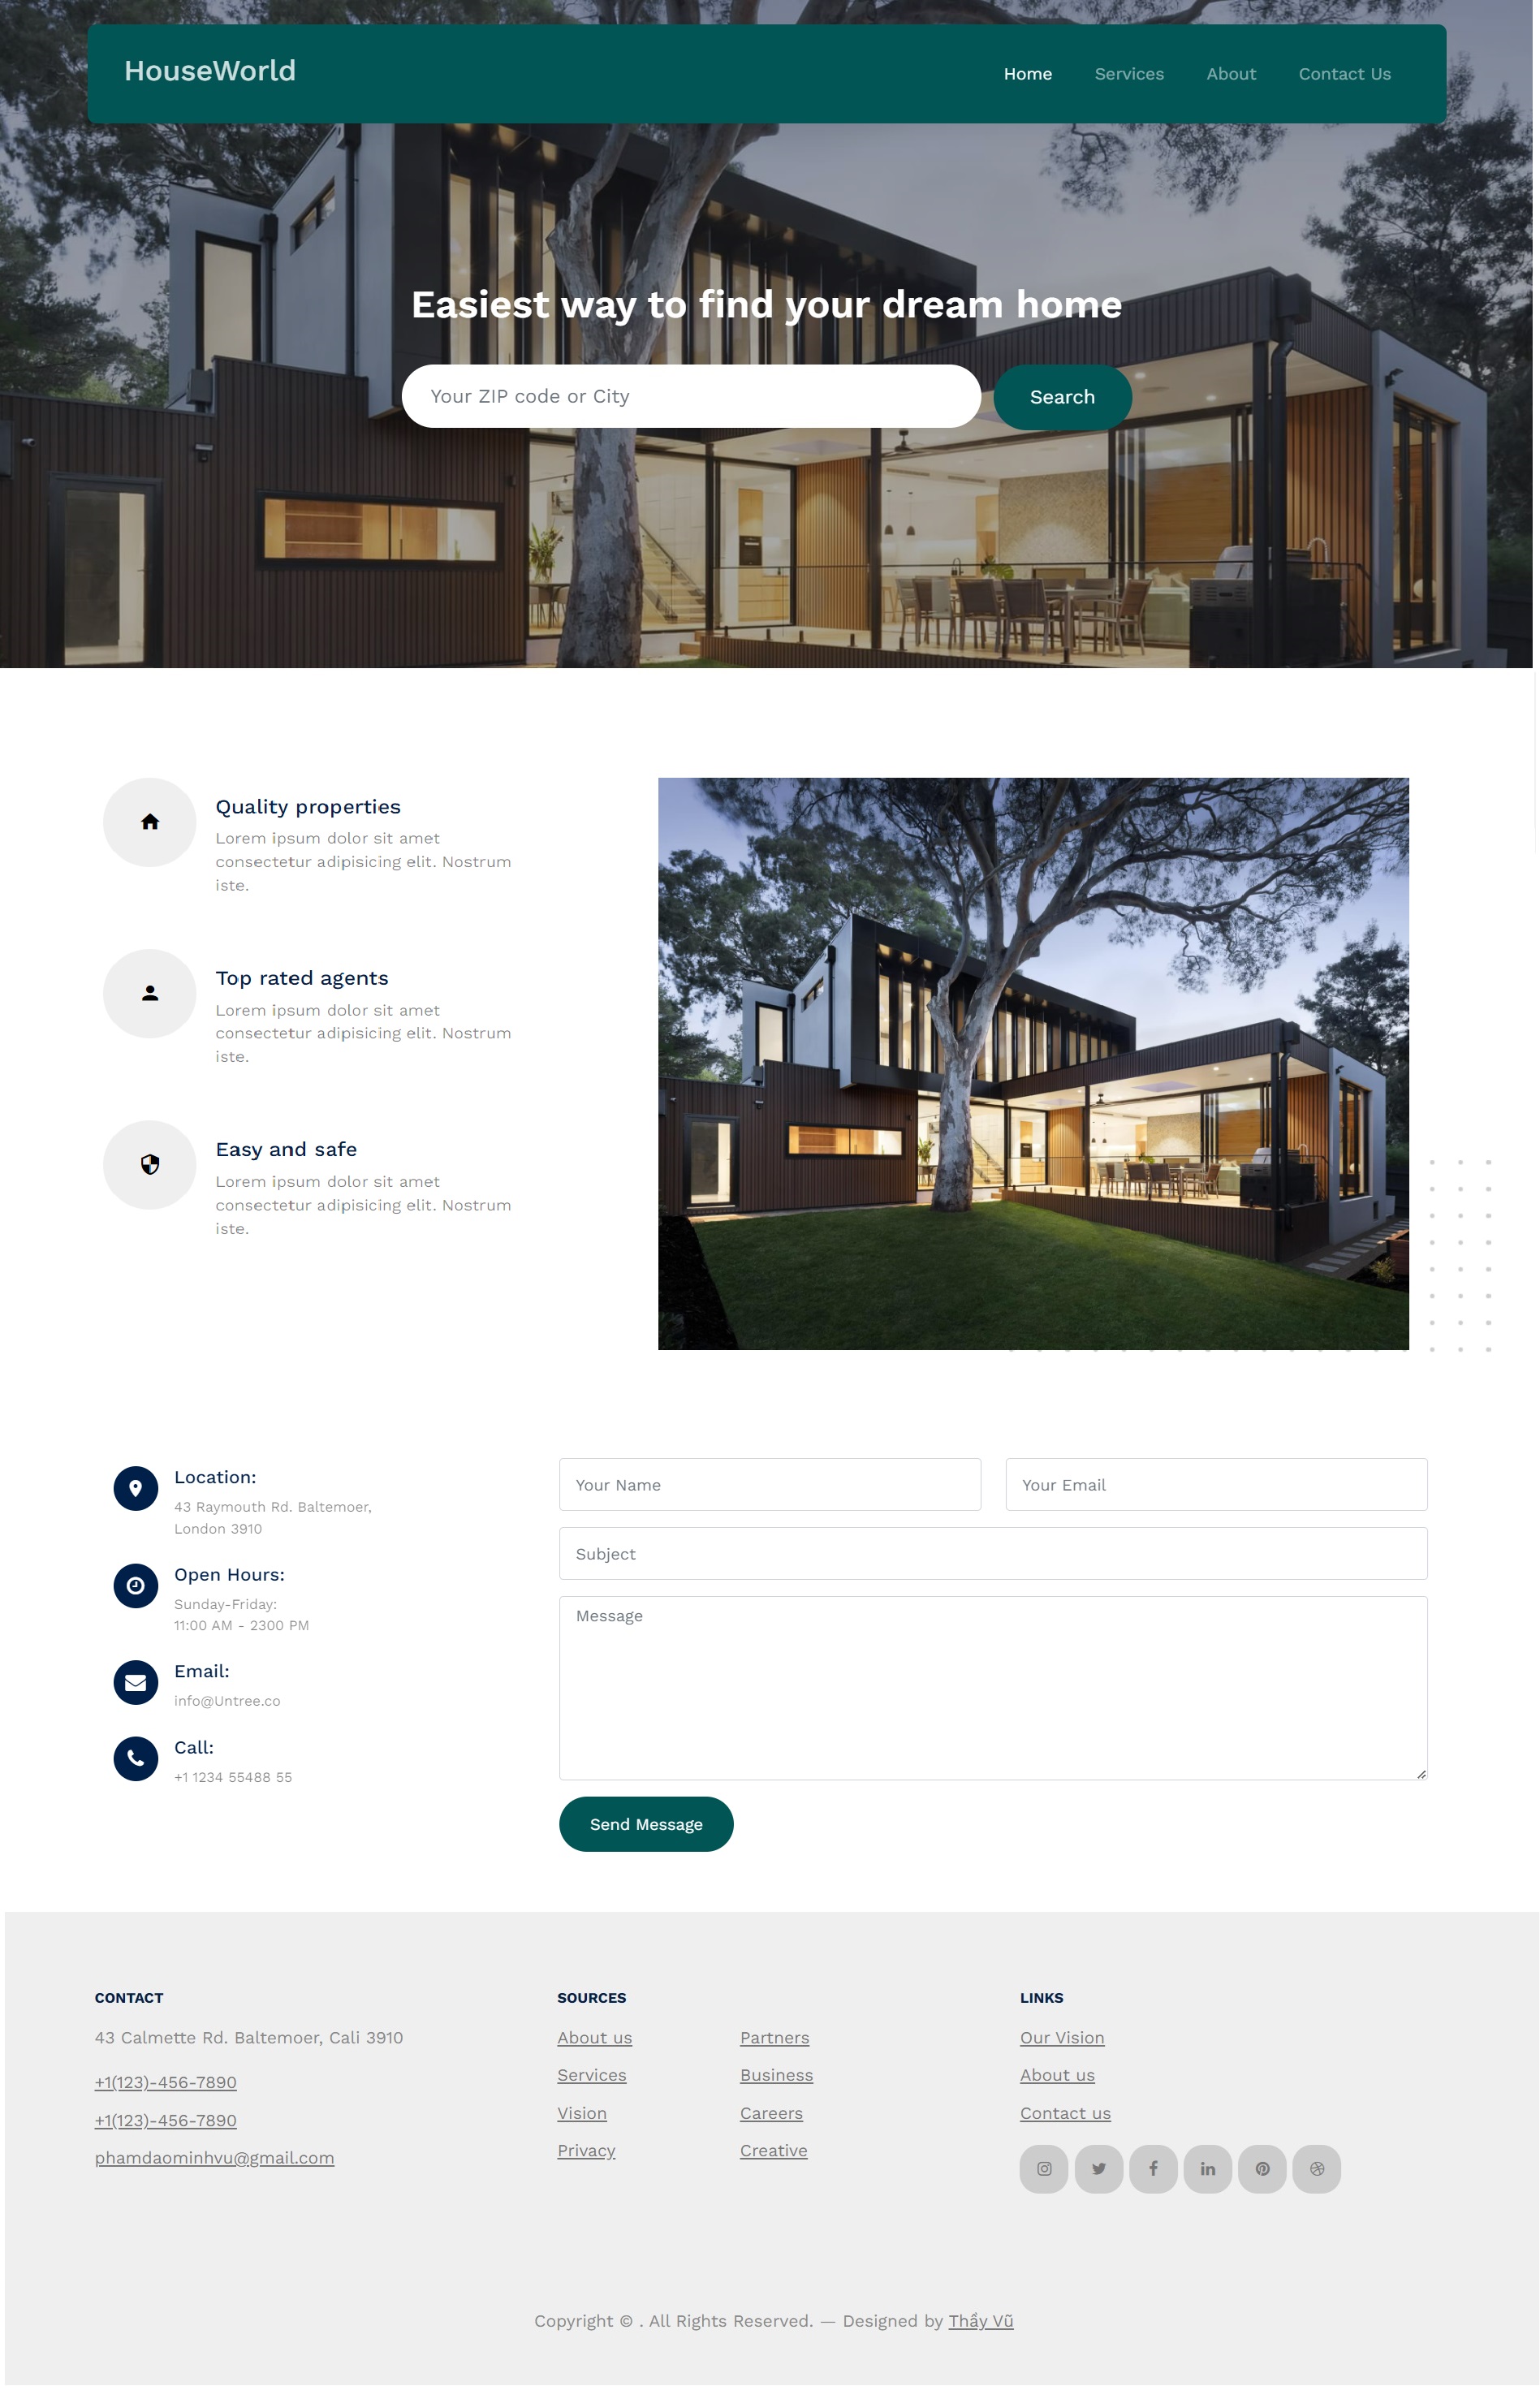 HouseWorld
Home Services About Contact Us
Easiest way to find your dream home
Your ZIP code or City
Search
Quality properties
Lorem ipsum dolor sit amet
consectetur adipisicing elit. Nostrum
iste.
Top rated agents
Lorem ipsum dolor sit amet
consectetur adipisicing elit. Nostrum
iste.
Easy and safe
Lorem ipsum dolor sit amet
consectetur adipisicing elit. Nostrum
iste.
Location:
43 Raymouth Rd. Baltemoer,
London 3910
Open Hours:
Sunday-Friday:
11:00 AM - 2300 PM
Email:
info@Untree.co
Call:
+1 1234 55488 55
Your Name
Your Email
Subject
Message
Send Message
CONTACT
43 Calmette Rd. Baltemoer, Cali 3910
+1(123)-456-7890
+1(123)-456-7890
phamdaominhvu@gmail.com
SOURCES
About us
Services
Vision
Privacy
Partners
Business
Careers
Creative
LINKS
Our Vision
About us
Contact us
Copyright © . All Rights Reserved. — Designed by Thầy Vũ